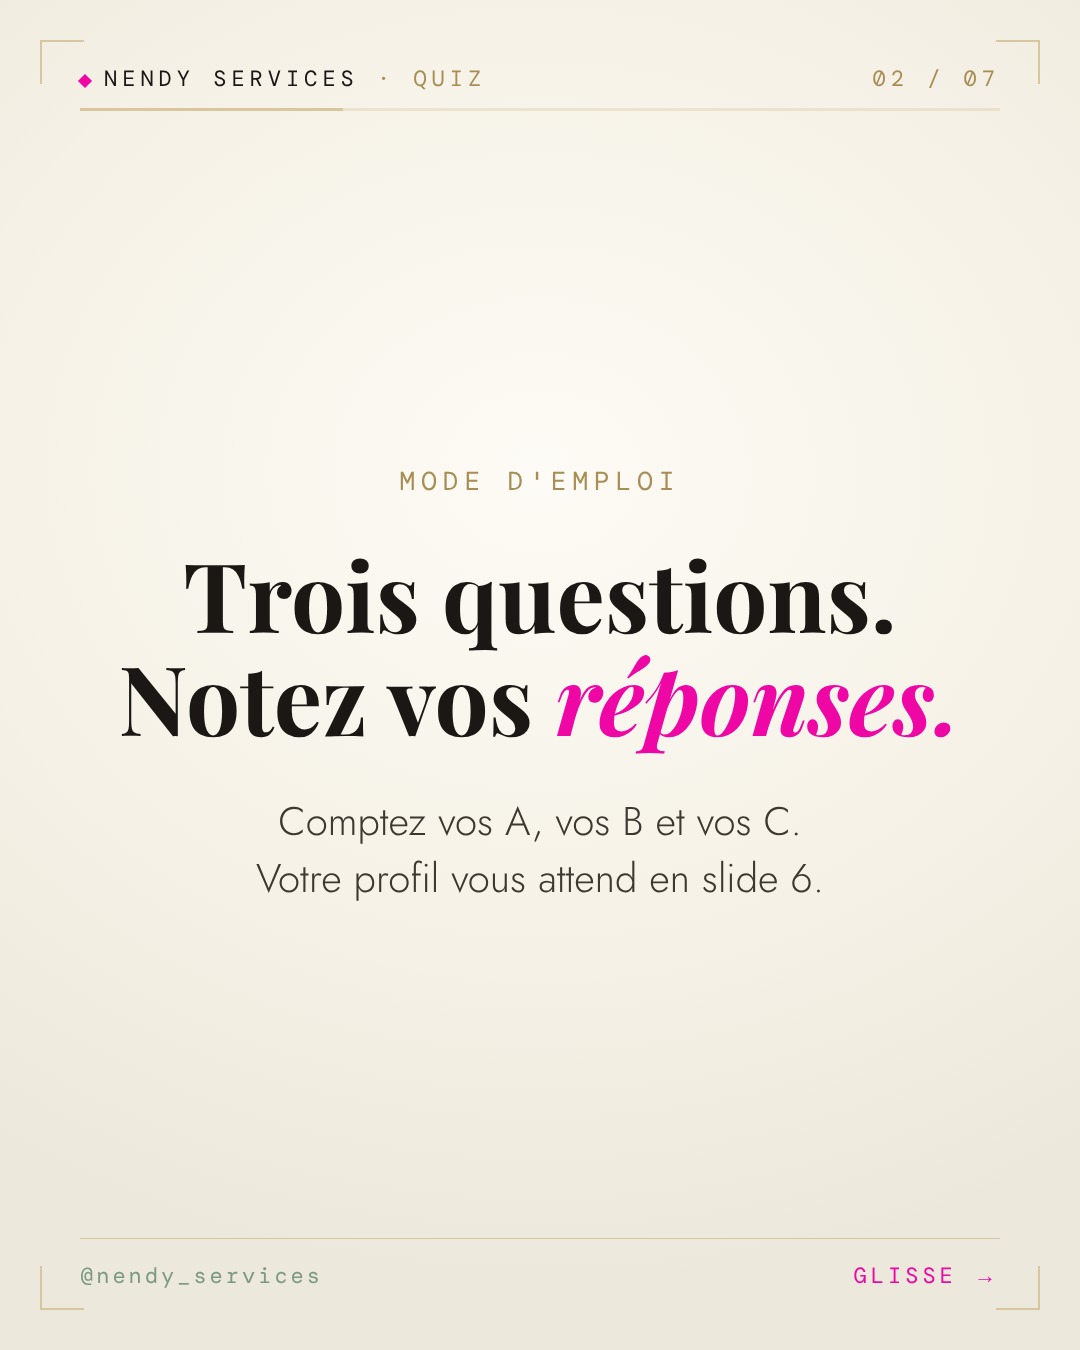 ◆ NENDY SERVICES · QUIZ
02 / 07
MODE D'EMPLOI
Trois questions.
Notez vos réponses.
Comptez vos A, vos B et vos C.
Votre profil vous attend en slide 6.
@nendy_services
GLISSE →